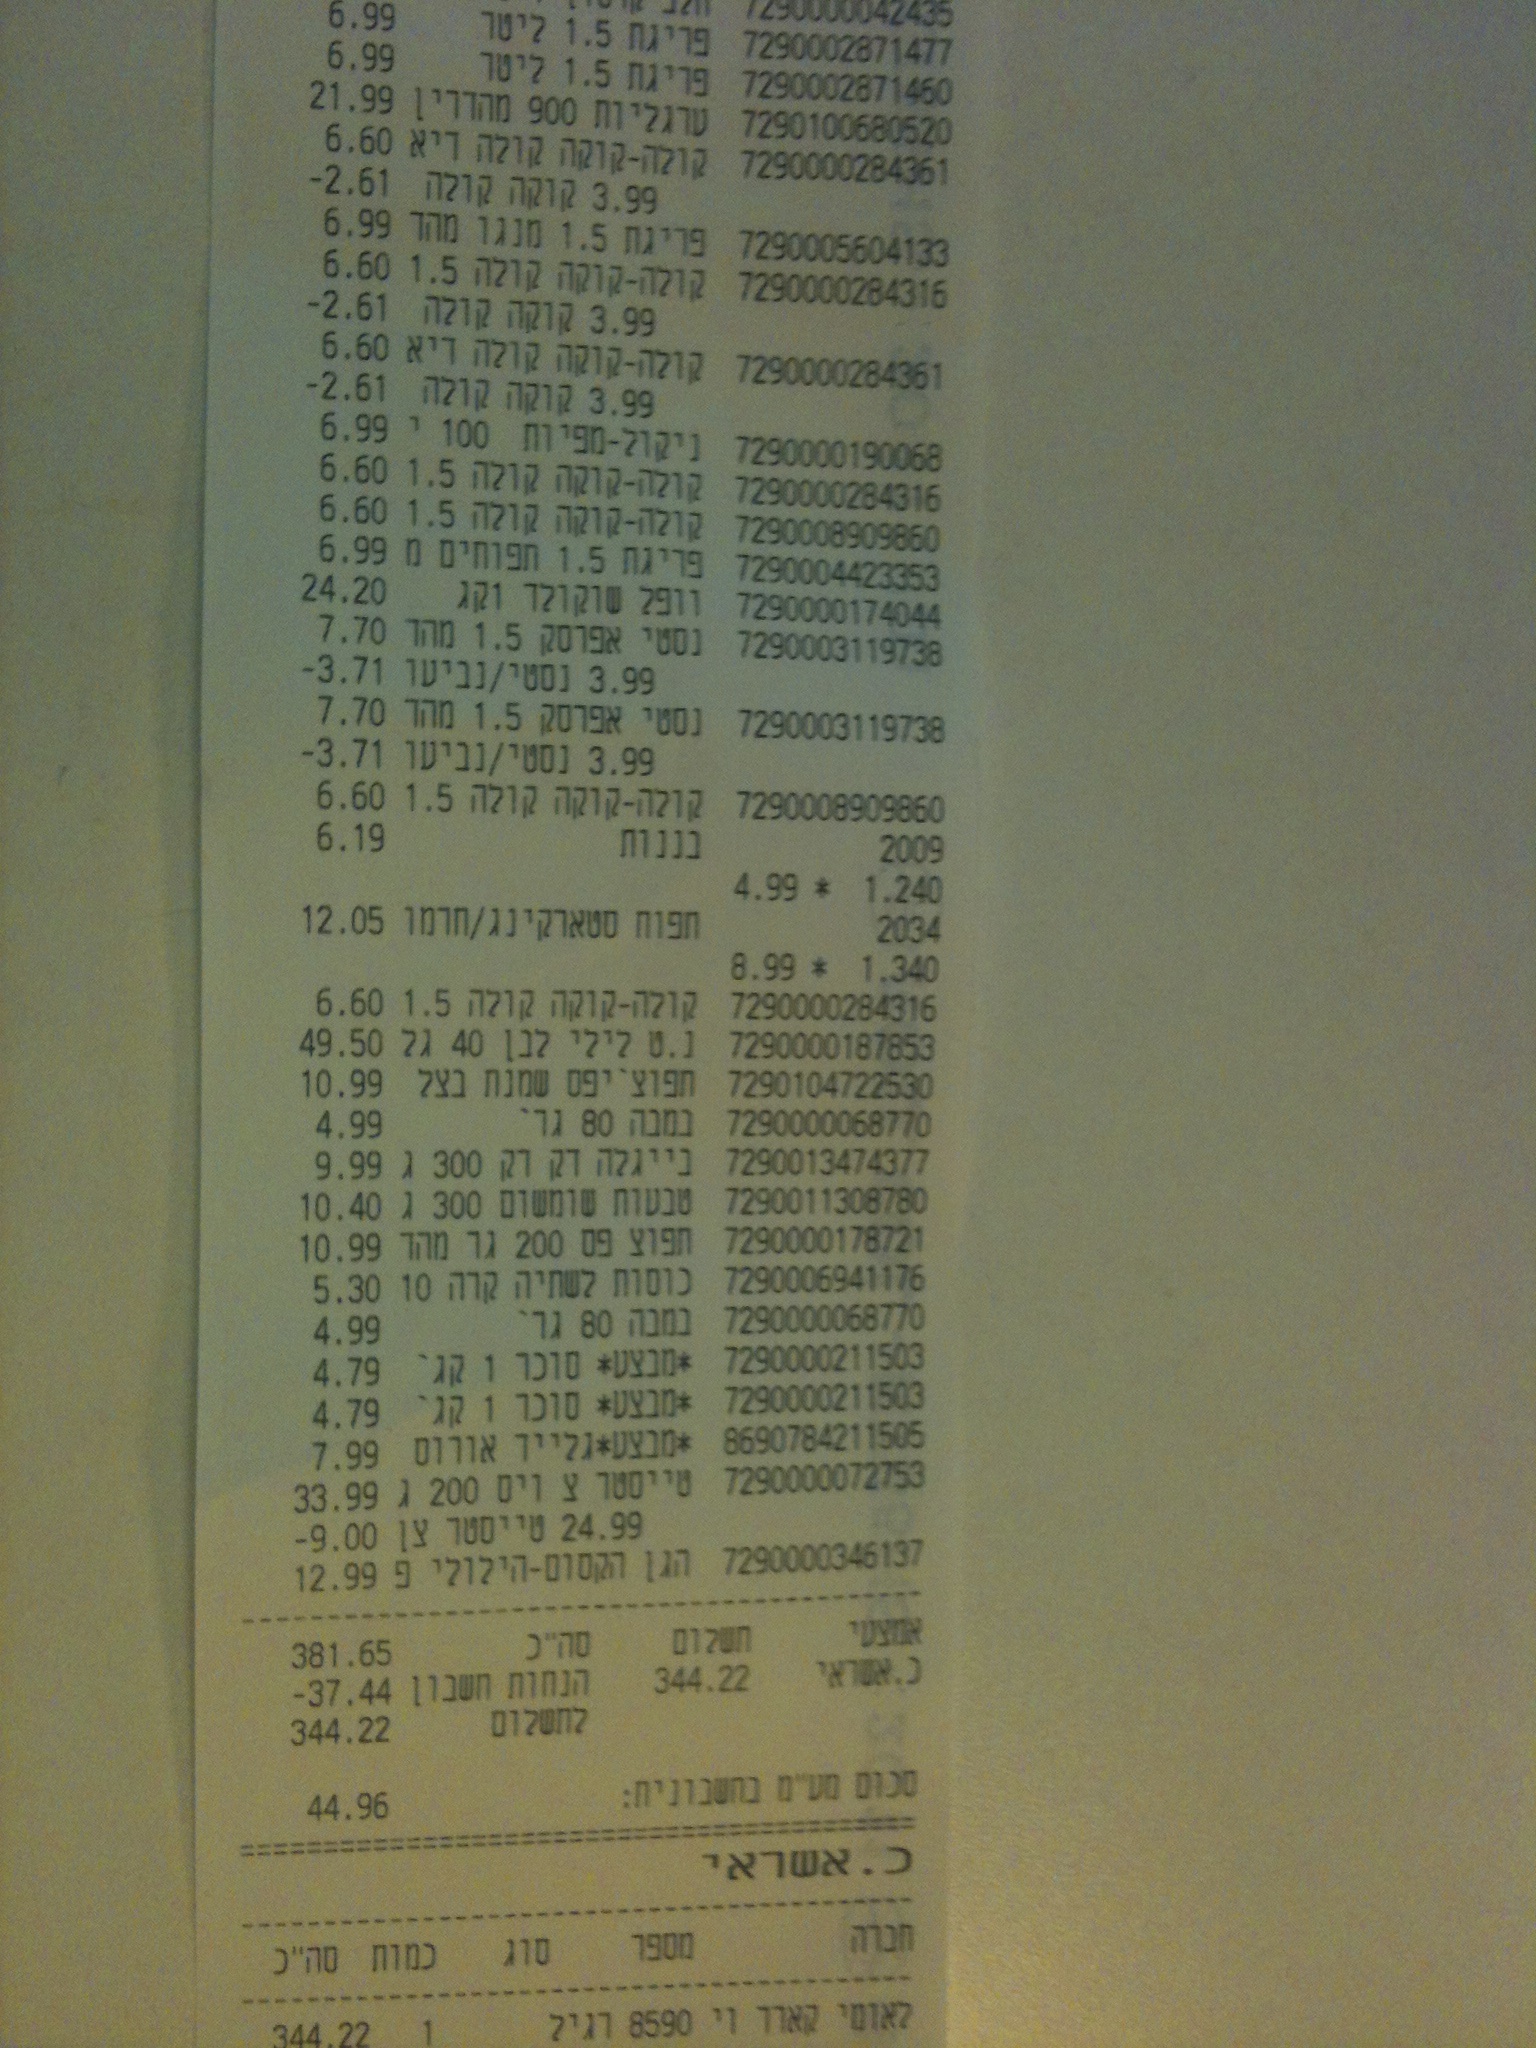 7290000042435 6.99
7290002871477 פריגת 1.5 ליטר 6.99
7290002871460 פריגת 1.5 ליטר
7290100680520 ערגליות 900 מהדרין 21.99
7290000284361 קולה-קוקה קולה דיא 6.60
3.99 קוקה קולה -2.61
7290005604133 פריגת 1.5 מנגו מהד 6.99
7290000284316 קולה-קוקה קולה 1.5 6.60
3.99 קוקה קולה -2.61
7290000284361 קולה-קוקה קולה דיא 6.60
3.99 קוקה קולה -2.61
7290000190068 ניקול-מפיות 100 י 6.99
7290000284316 קולה-קוקה קולה 1.5 6.60
7290008909860 קולה-קוקה קולה 1.5 6.60
7290004423353 פריגת 1.5 תפוחים מ 6.99
7290000174044 וופל שוקולד 1קג 24.20
7290003119738 נסטי אפרסק 1.5 מהד 7.70
3.99 נסטי/נביעו -3.71
7290003119738 נסטי אפרסק 1.5 מהד 7.70
3.99 נסטי/נביעו -3.71
7290008909860 קולה-קוקה קולה 1.5 6.60
2009 בננות 6.19
1.240 * 4.99
2034 תפוח סטארקינג/חרמו 12.05
1.340 * 8.99
7290000284316 קולה-קוקה קולה 1.5 6.60
7290000187853 נ.ט לילי לבן 40 גל 49.50
7290104722530 תפוצ`יפס שמנת בצל 10.99
7290000068770 במבה 80 גר` 4.99
7290013474377 בייגלה דק דק 300 ג 9.99
7290011308780 טבעות שומשום 300 ג 10.40
7290000178721 תפוצ פס 200 גר מהד 10.99
7290006941176 כוסות לשתיה קרה 10 5.30
7290000068770 במבה 80 גר` 4.99
7290000211503 *מבצע* סוכר 1 קג` 4.79
7290000211503 *מבצע* סוכר 1 קג` 4.79
8690784211505 *מבצע*גלייד אורוס 7.99
7290000072753 טייסטר צ ויס 200 ג 33.99
24.99 טייסטר צן -9.00
7290000346137 הגן הקסום-הילולי פ 12.99
אמצעי תשלום סה"כ 381.65
כ.אשראי 344.22 הנחות חשבון -37.44
לתשלום 344.22
סכום מע"מ בחשבונית: 44.96
כ.אשראי
חברה מספר סוג כמות סה"כ
לאומי קארד וי 8590 רגיל 1 344.22